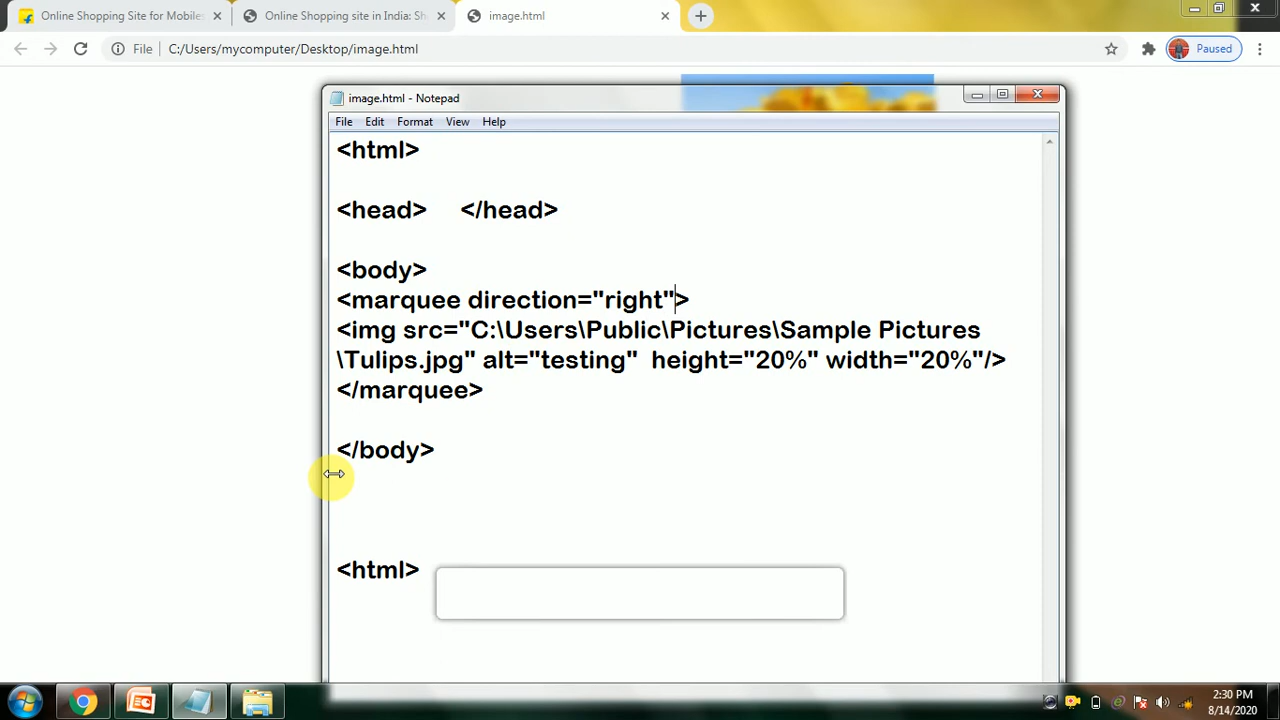 Online Shopping Site for Mobiles
Online Shopping site in India: Sh
image.html
File
C:/Users/mycomputer/Desktop/image.html
Paused
image.html - Notepad
File Edit Format View Help
<html>
<head> </head>
<body>
<marquee direction="right">
<img src="C:\Users\Public\Pictures\Sample Pictures
\Tulips.jpg" alt="testing" height="20%" width="20%"/>
</marquee>
</body>
<html>
2:30 PM
8/14/2020